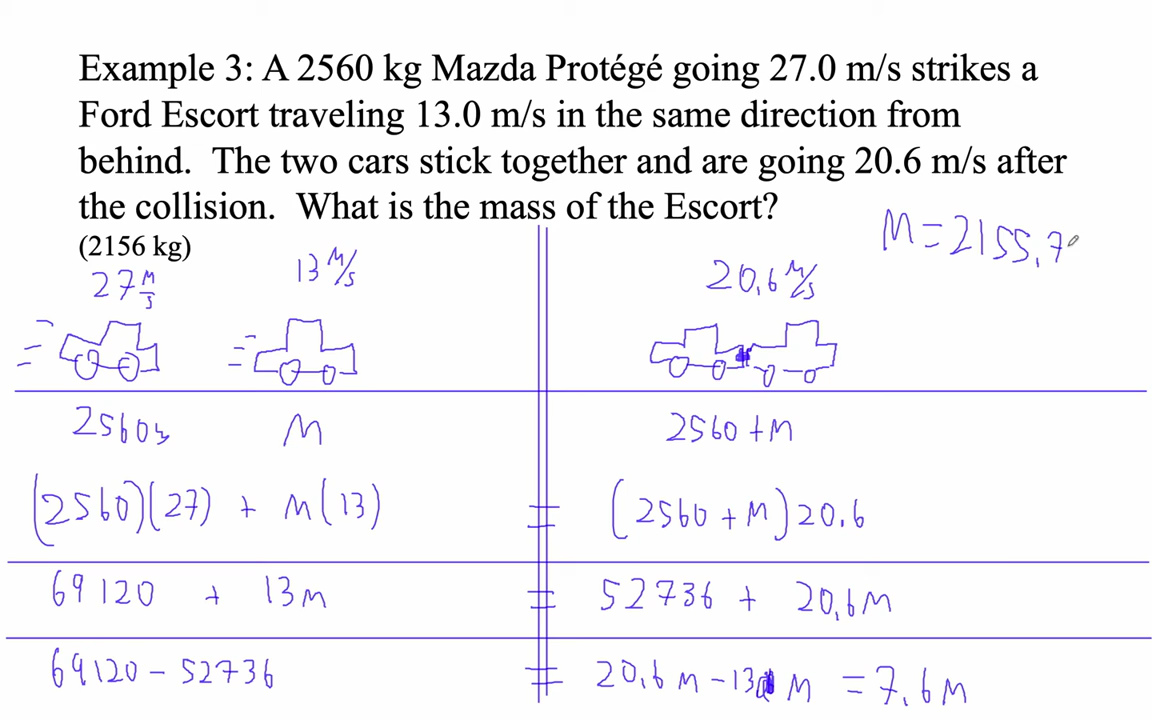 Example 3: A 2560 kg Mazda Protégé going 27.0 m/s strikes a
Ford Escort traveling 13.0 m/s in the same direction from
behind. The two cars stick together and are going 20.6 m/s after
the collision. What is the mass of the Escort?
(2156 kg)
M = 2155.7
27 M/s 13 M/s 20.6 M/s
2560 M 2560 + M
(2560)(27) + M(13) = (2560 + M) 20.6
69120 + 13M = 52736 + 20.6M
69120 - 52736 = 20.6M - 13 M = 7.6M